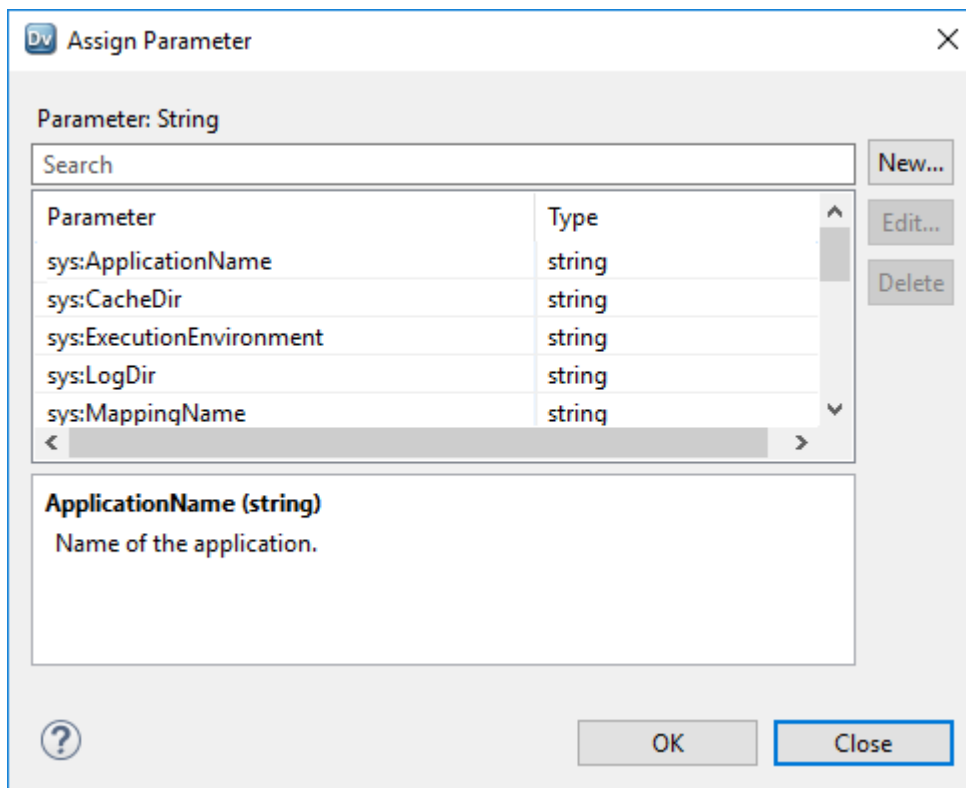 Dv Assign Parameter
Parameter: String
Search
New...
Parameter Type
Edit...
sys:ApplicationName string
Delete
sys:CacheDir string
sys:ExecutionEnvironment string
sys:LogDir string
sys:MappingName string
ApplicationName (string)
Name of the application.
? OK Close